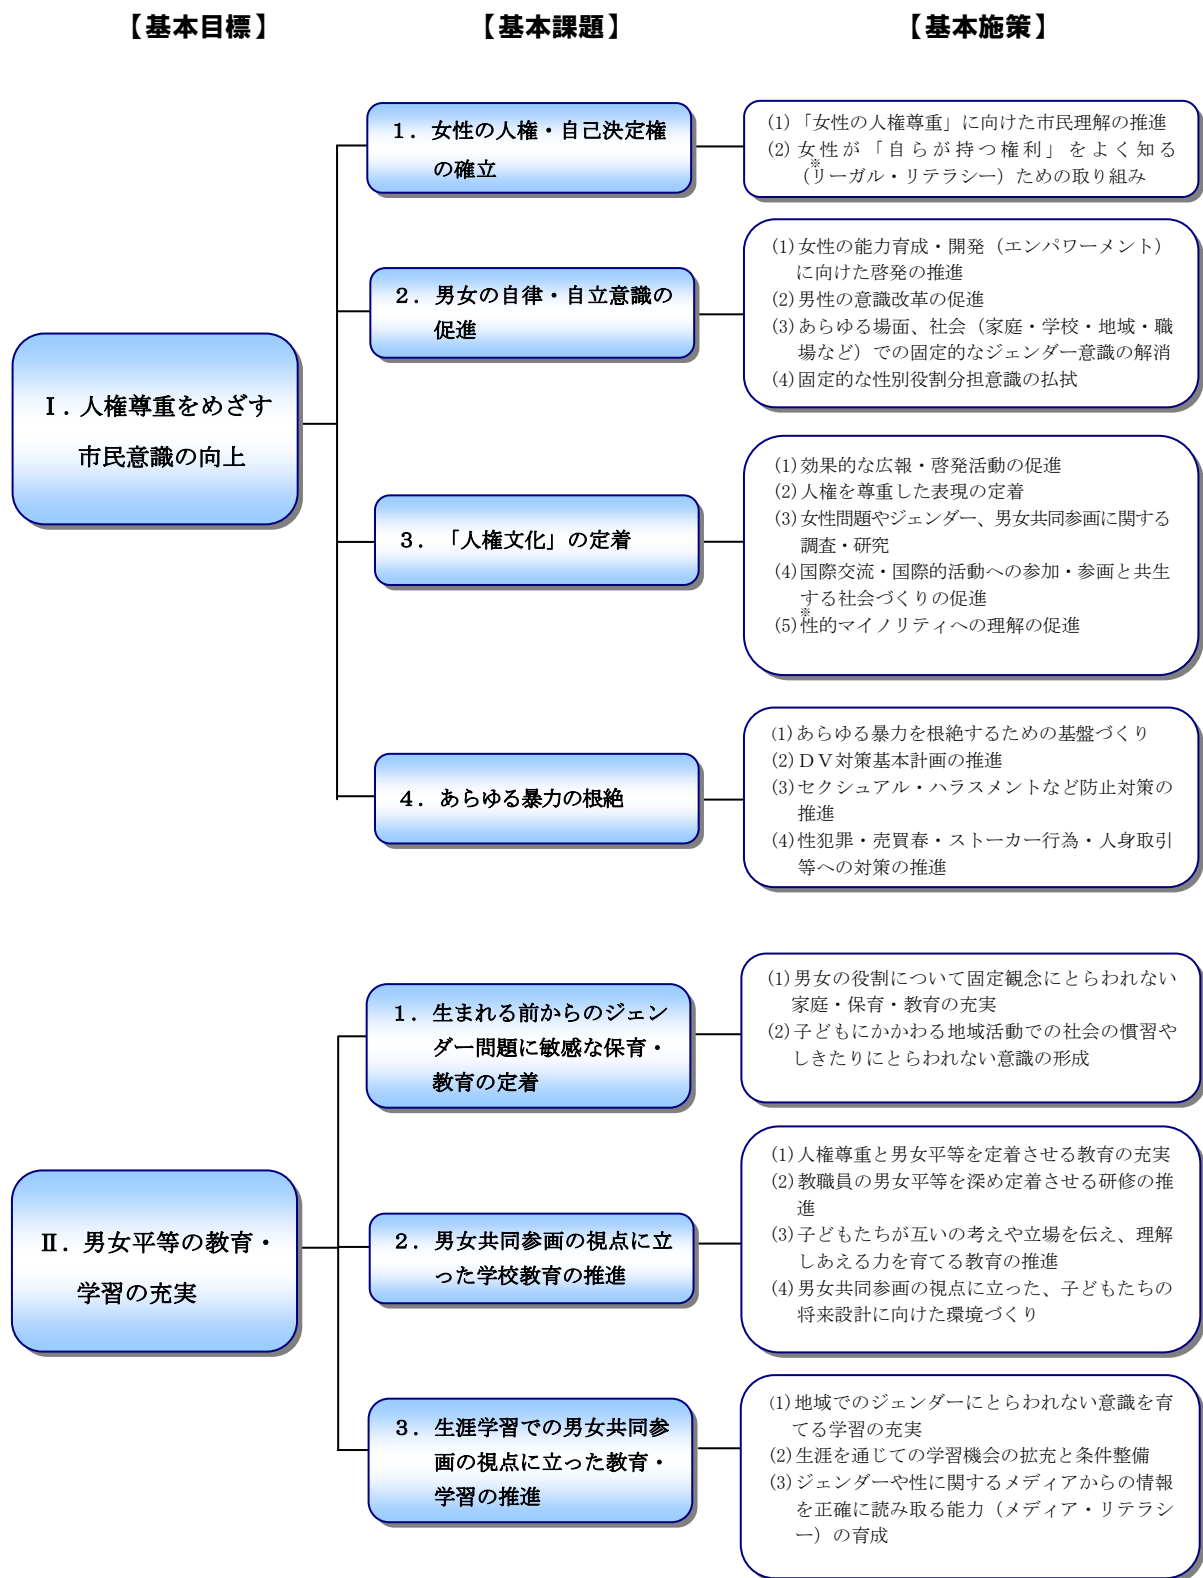 【基本目標】
【基本課題】
【基本施策】
Ⅰ．人権尊重をめざす
市民意識の向上
１．女性の人権・自己決定権
の確立
(1) 「女性の人権尊重」に向けた市民理解の推進
(2) 女性が「自らが持つ権利」をよく知る
※
（リーガル・リテラシー）ための取り組み
２．男女の自律・自立意識の
促進
(1) 女性の能力育成・開発（エンパワーメント）
に向けた啓発の推進
(2) 男性の意識改革の促進
(3) あらゆる場面、社会（家庭・学校・地域・職
場など）での固定的なジェンダー意識の解消
(4) 固定的な性別役割分担意識の払拭
３．「人権文化」の定着
(1) 効果的な広報・啓発活動の促進
(2) 人権を尊重した表現の定着
(3) 女性問題やジェンダー、男女共同参画に関する
調査・研究
(4) 国際交流・国際的活動への参加・参画と共生
する社会づくりの促進
※
(5) 性的マイノリティへの理解の促進
４．あらゆる暴力の根絶
(1) あらゆる暴力を根絶するための基盤づくり
(2) ＤＶ対策基本計画の推進
(3) セクシュアル・ハラスメントなど防止対策の
推進
(4) 性犯罪・売買春・ストーカー行為・人身取引
等への対策の推進
Ⅱ．男女平等の教育・
学習の充実
１．生まれる前からのジェン
ダー問題に敏感な保育・
教育の定着
(1) 男女の役割について固定観念にとらわれない
家庭・保育・教育の充実
(2) 子どもにかかわる地域活動での社会の慣習や
しきたりにとらわれない意識の形成
２．男女共同参画の視点に立
った学校教育の推進
(1) 人権尊重と男女平等を定着させる教育の充実
(2) 教職員の男女平等を深め定着させる研修の推
進
(3) 子どもたちが互いの考えや立場を伝え、理解
しあえる力を育てる教育の推進
(4) 男女共同参画の視点に立った、子どもたちの
将来設計に向けた環境づくり
３．生涯学習での男女共同参
画の視点に立った教育・
学習の推進
(1) 地域でのジェンダーにとらわれない意識を育
てる学習の充実
(2) 生涯を通じての学習機会の拡充と条件整備
(3) ジェンダーや性に関するメディアからの情報
を正確に読み取る能力（メディア・リテラシ
ー）の育成